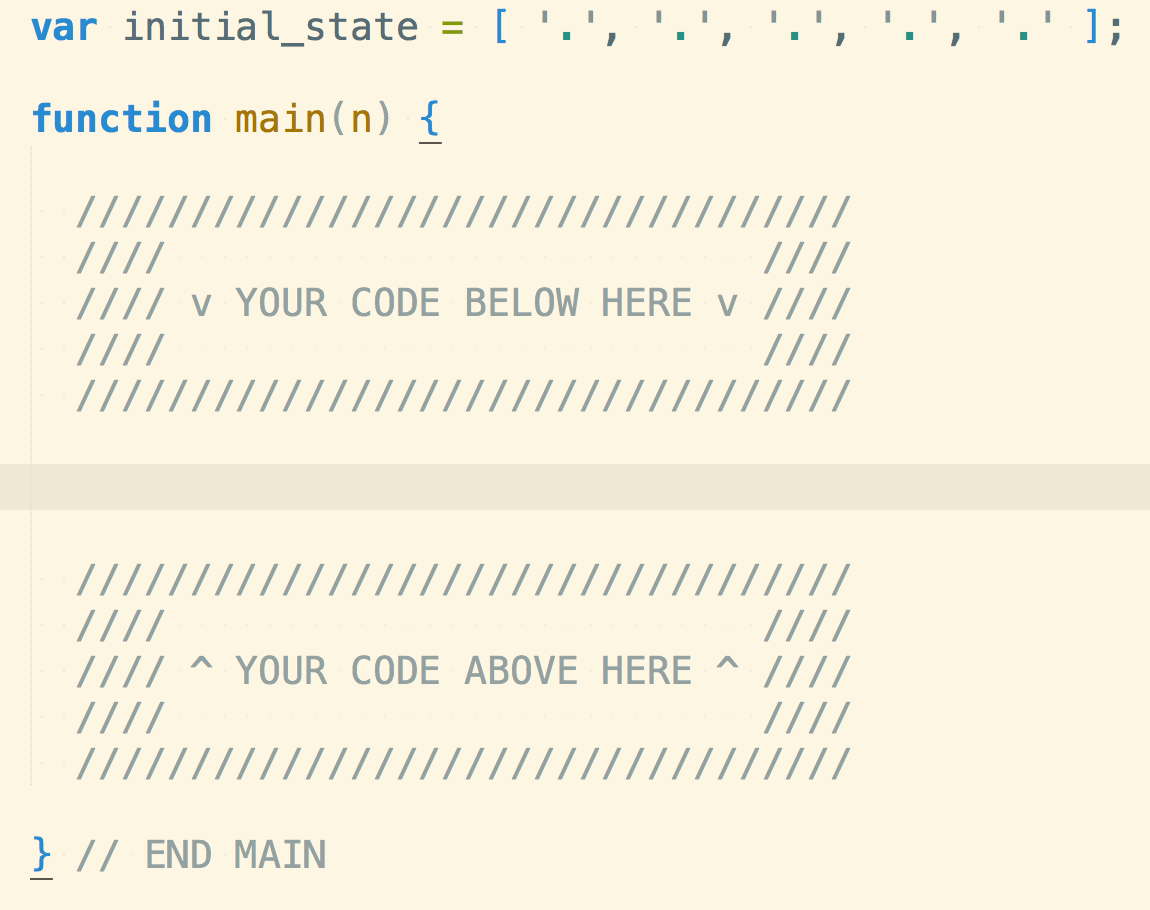 var initial_state = [ '.', '.', '.', '.', '.' ];
function main(n) {
//////////////////////////////////
////                          ////
//// v YOUR CODE BELOW HERE v ////
////                          ////
//////////////////////////////////
//////////////////////////////////
////                          ////
//// ^ YOUR CODE ABOVE HERE ^ ////
////                          ////
//////////////////////////////////
} // END MAIN